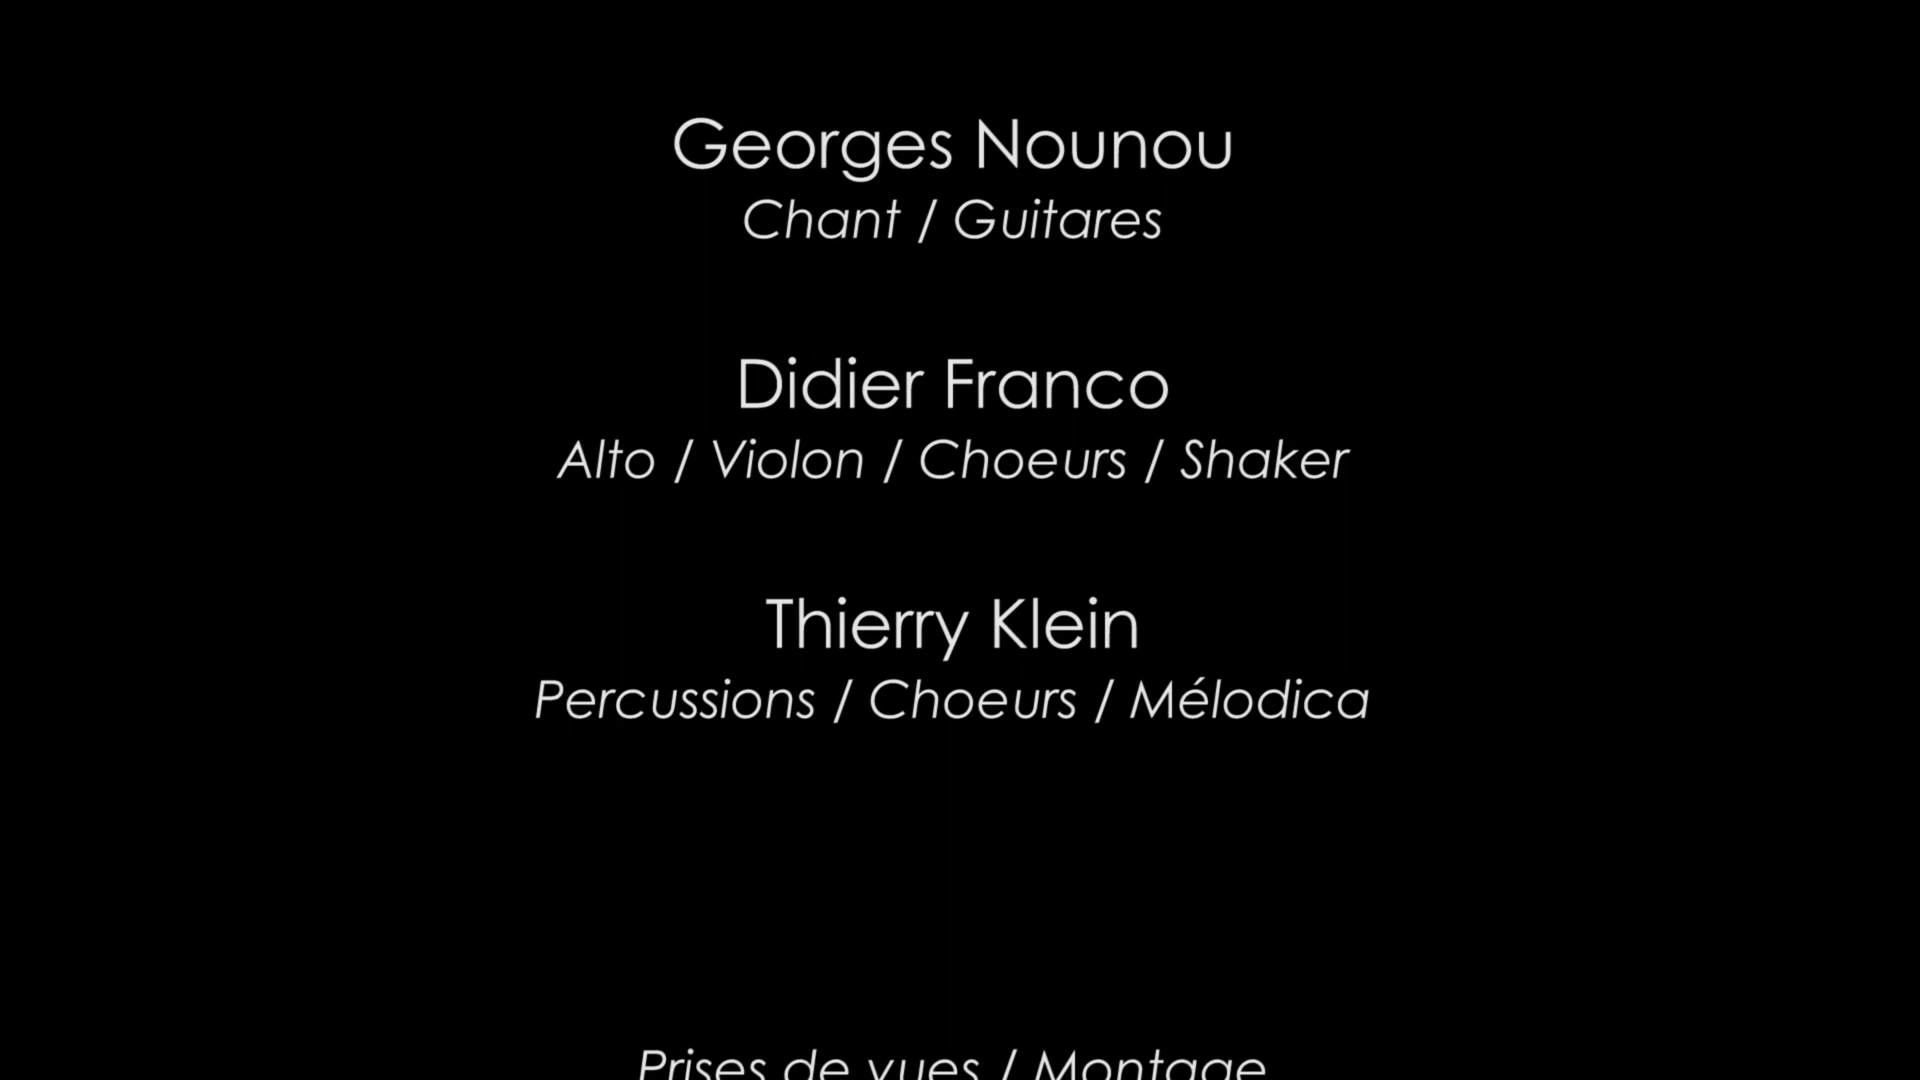 Georges Nounou
Chant / Guitares
Didier Franco
Alto / Violon / Choeurs / Shaker
Thierry Klein
Percussions / Choeurs / Mélodica
Prises de vues / Montage